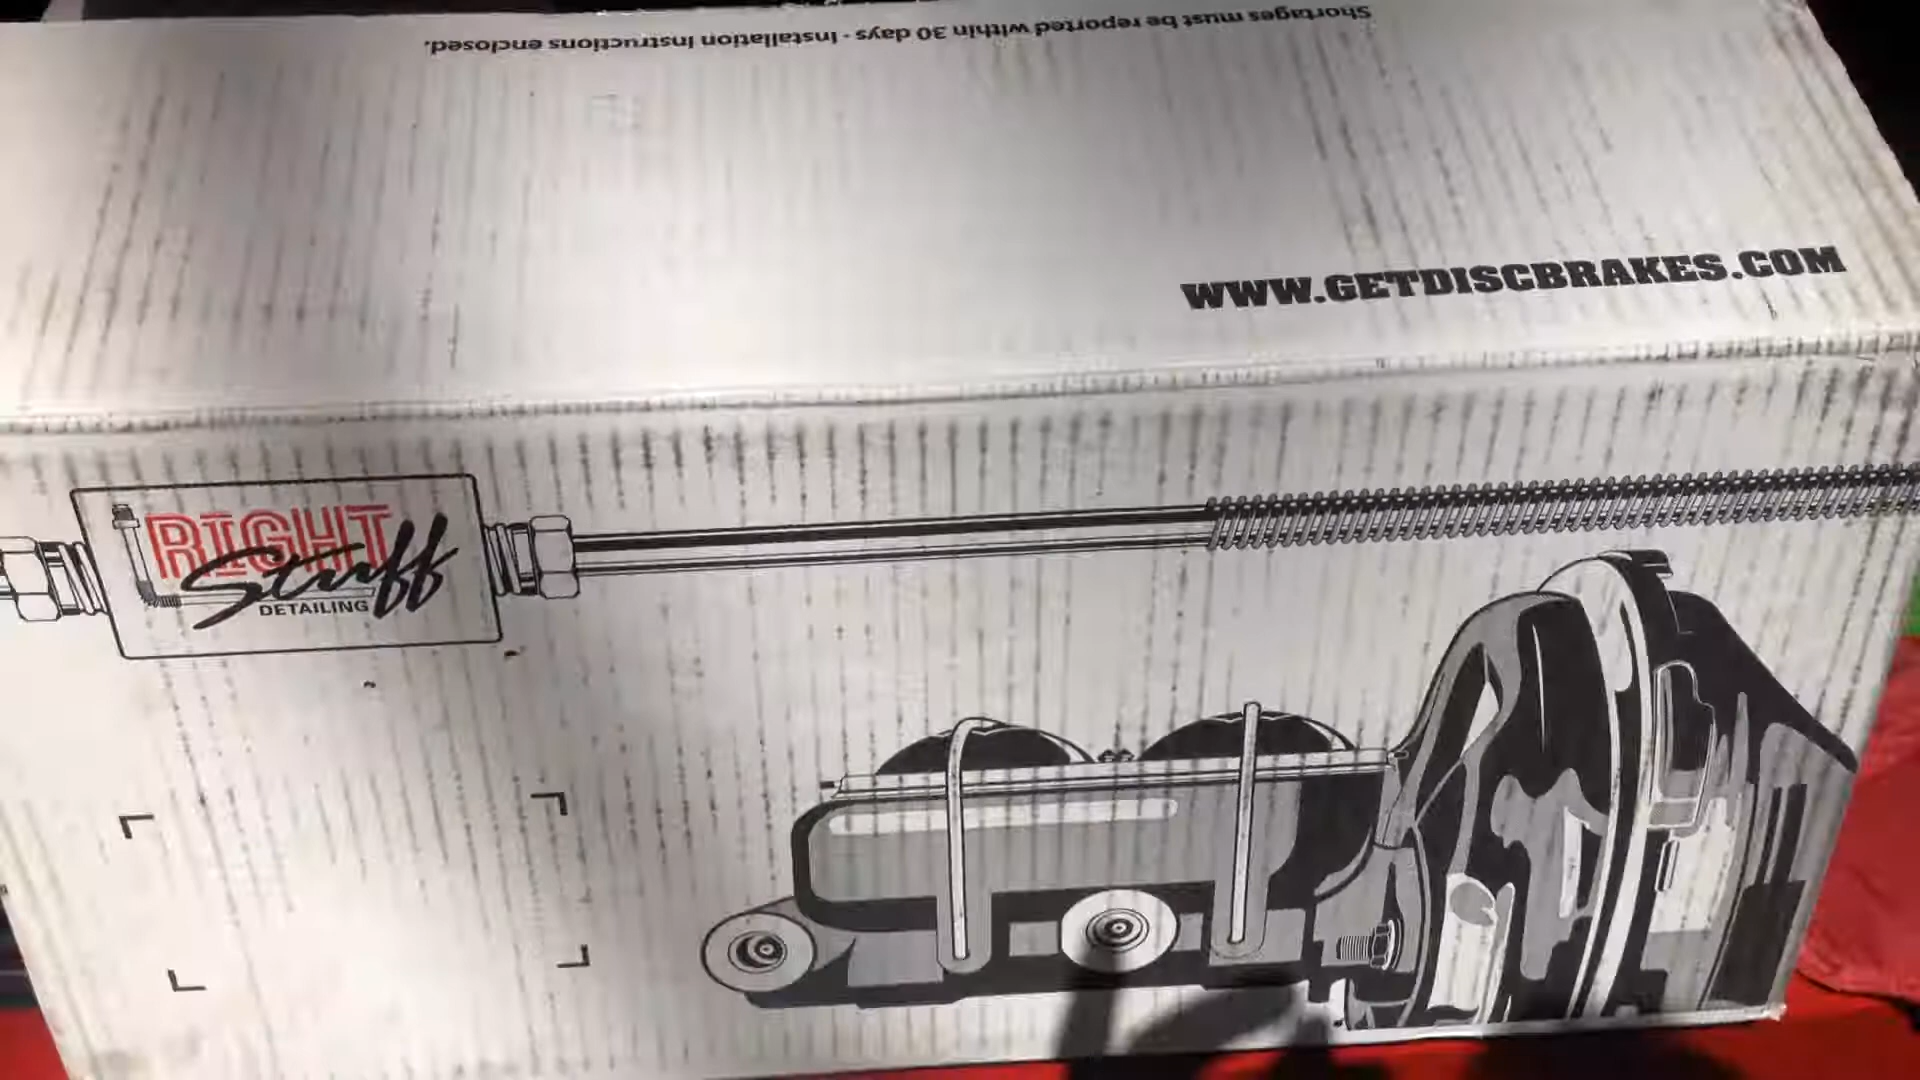 Shortages must be reported within 30 days - Installation instructions enclosed.
WWW.GETDISCBRAKES.COM
RIGHT
Stuff
DETAILING